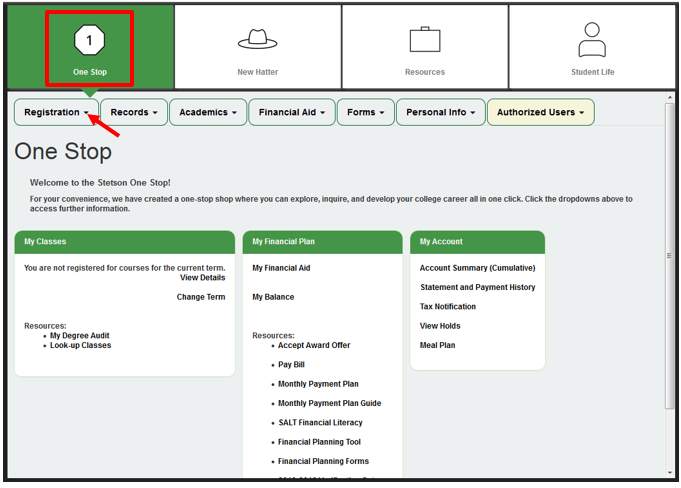 1
One Stop
New Hatter
Resources
Student Life
Registration
Records
Academics
Financial Aid
Forms
Personal Info
Authorized Users
One Stop
Welcome to the Stetson One Stop!
For your convenience, we have created a one-stop shop where you can explore, inquire, and develop your college career all in one click. Click the dropdowns above to
access further information.
My Classes
You are not registered for courses for the current term.
View Details
Change Term
Resources:
• My Degree Audit
• Look-up Classes
My Financial Plan
My Financial Aid
My Balance
Resources:
• Accept Award Offer
• Pay Bill
• Monthly Payment Plan
• Monthly Payment Plan Guide
• SALT Financial Literacy
• Financial Planning Tool
• Financial Planning Forms
My Account
Account Summary (Cumulative)
Statement and Payment History
Tax Notification
View Holds
Meal Plan